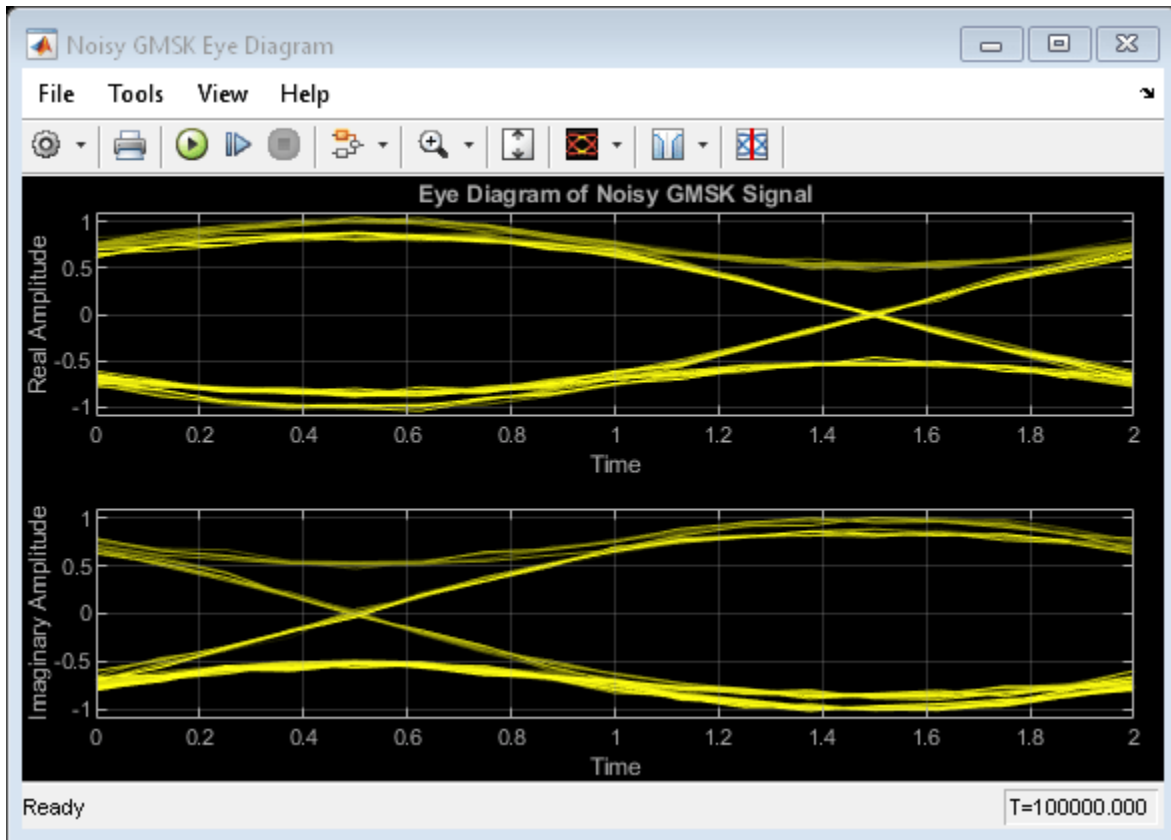 Noisy GMSK Eye Diagram
File Tools View Help
Eye Diagram of Noisy GMSK Signal
Real Amplitude
1
0.5
0
-0.5
-1
0 0.2 0.4 0.6 0.8 1 1.2 1.4 1.6 1.8 2
Time
Imaginary Amplitude
1
0.5
0
-0.5
-1
0 0.2 0.4 0.6 0.8 1 1.2 1.4 1.6 1.8 2
Time
Ready T=100000.000